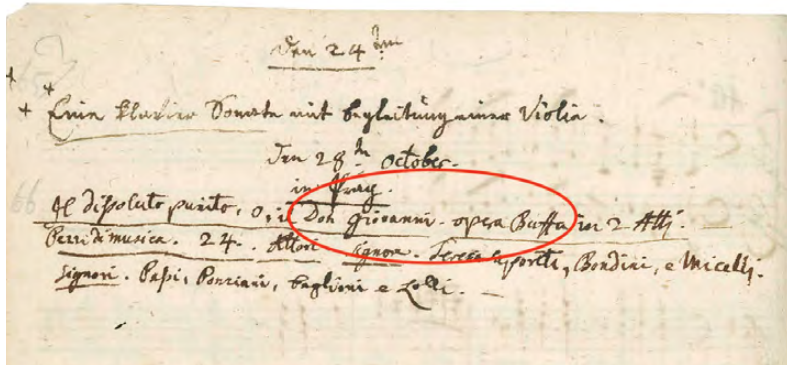 Den 24ten
Eine klavier Sonate mit begleitung einer Violin.
Den 28t october.
in Prag.
Il dissoluto punito, o, il Don Giovanni. opera Buffa in 2 Atti.
Pezzi di musica. 24. Attori Signore. Teresa Saporiti, Bondini, e Micelli.
Signori. Bassi, Ponziani, baglioni e Lolli.